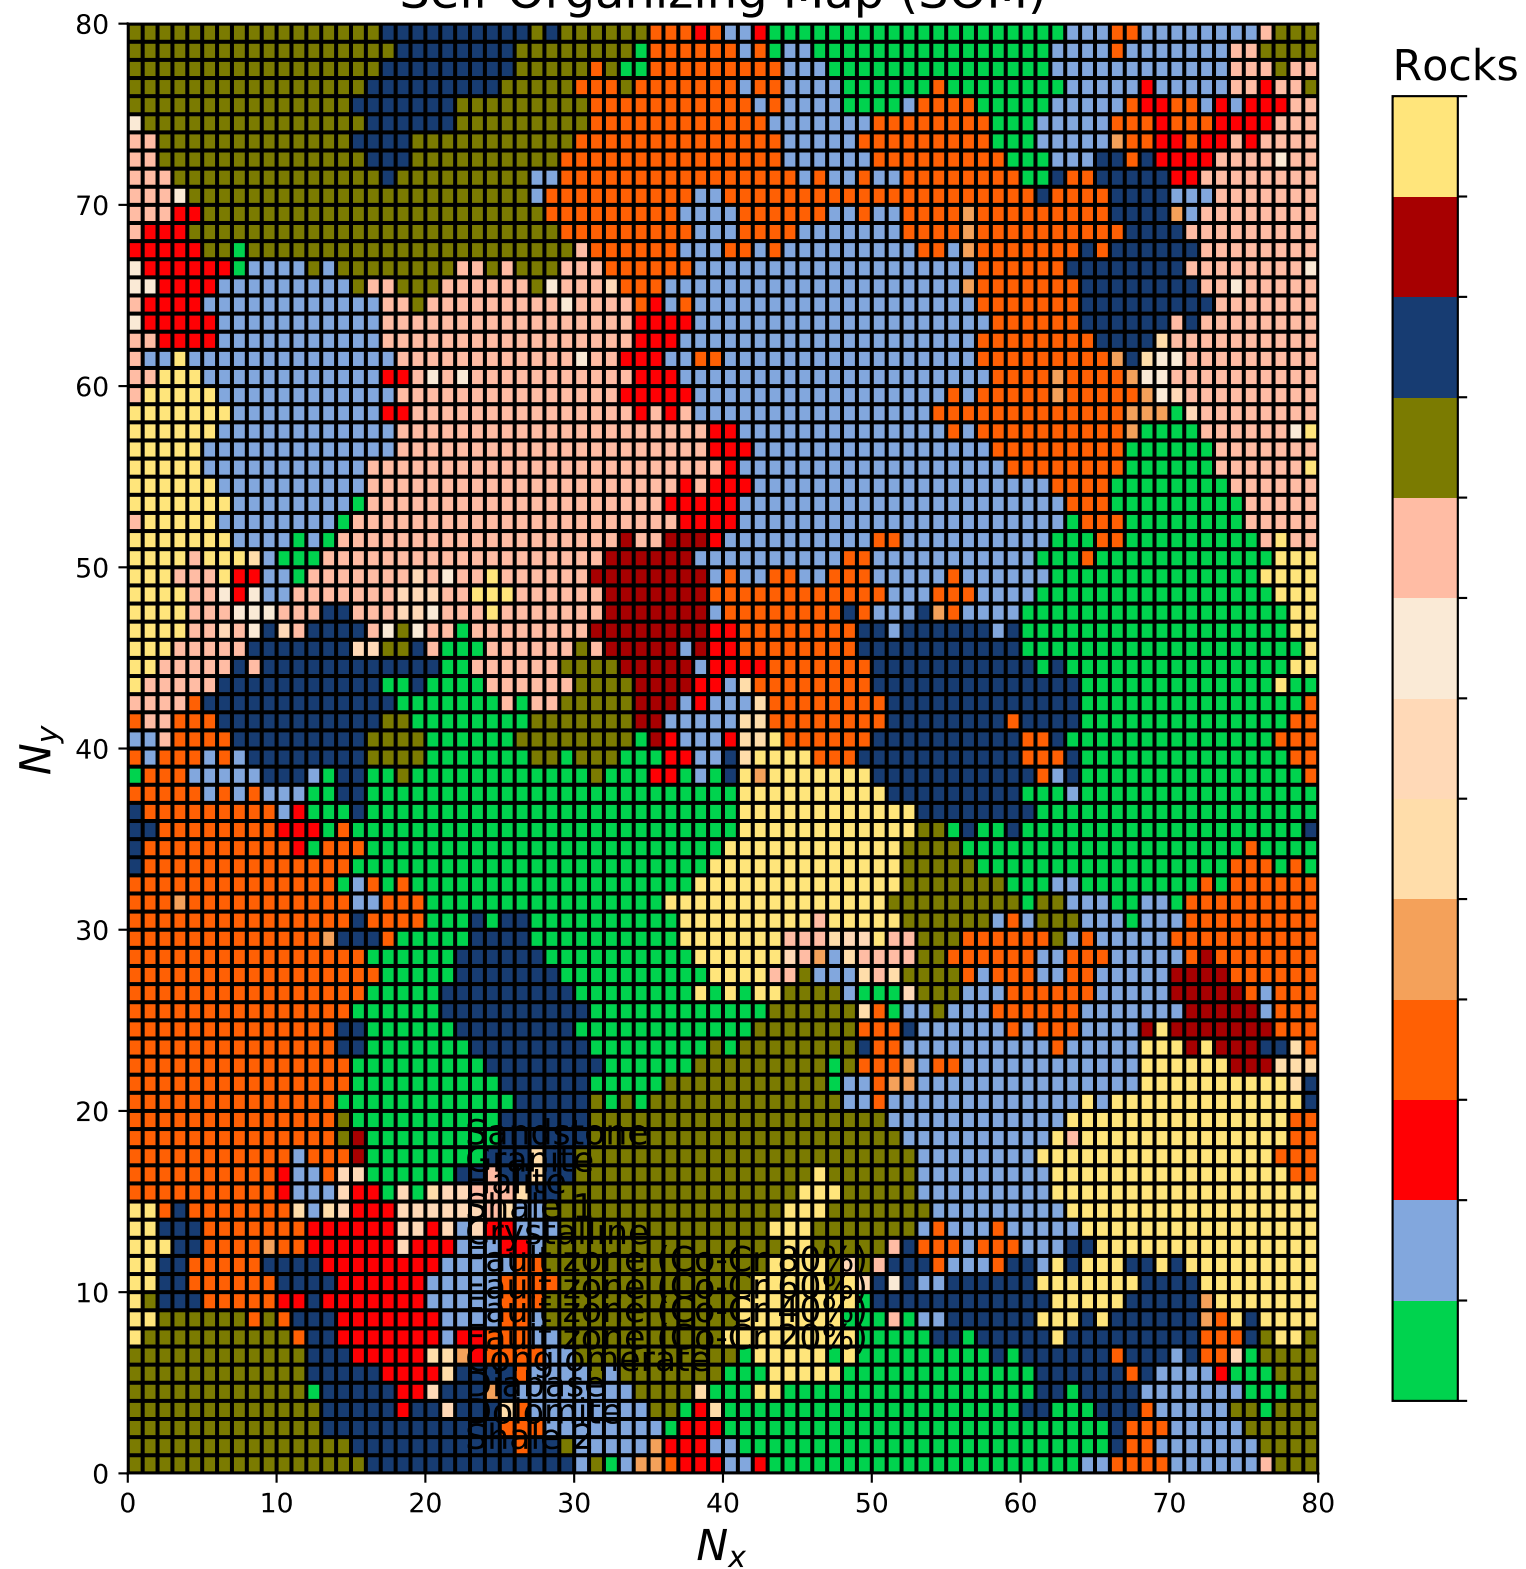 Self Organizing Map (SOM)
Rocks
80
70
60
50
40
30
20
10
0
N_y
Sandstone
Granite
Halite
Shale 1
Crystalline
Fault zone (Co-Cr 80%)
Fault zone (Co-Cr 60%)
Fault zone (Co-Cr 40%)
Fault zone (Co-Cr 20%)
Conglomerate
Diabase
Dolomite
Shale 2
0 10 20 30 40 50 60 70 80
N_x